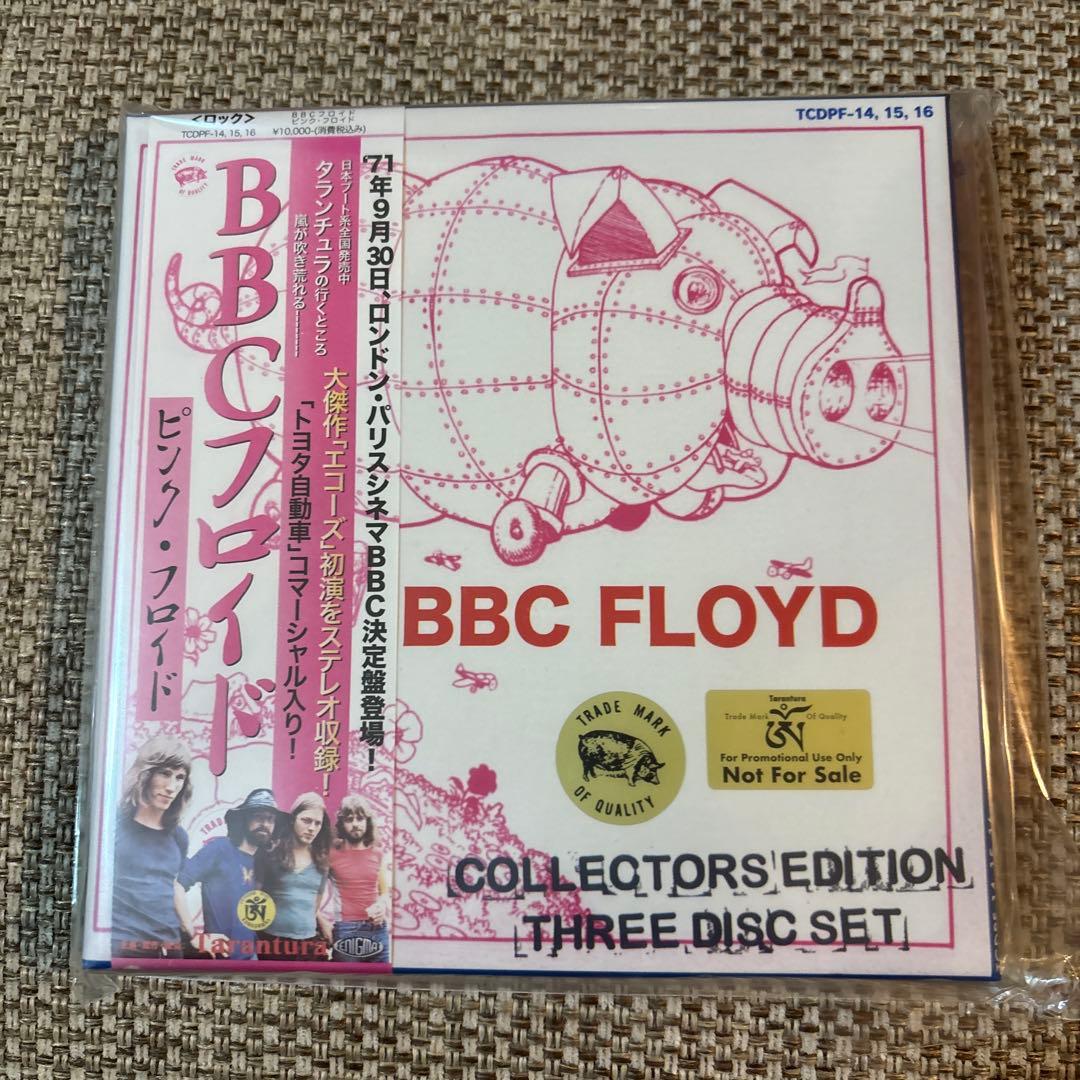 <ロック>
BBCフロイド
ピンク・フロイド
TCDPF-14, 15, 16 ¥10,000-(消費税込み)
TCDPF-14, 15, 16
TRADE MARK
OF QUALITY
BBCフロイド
ピンク・フロイド
'71年9月30日、ロンドン・パリスシネマBBC決定盤登場!
日本ブート系全国発売中
タランチュラの行くところ
嵐が吹き荒れる
大傑作「エコーズ」初演をステレオ収録!
「トヨタ自動車」コマーシャル入り!
BBC FLOYD
TRADE MARK
OF QUALITY
Tarantura
Trade Mark Of Quality
For Promotional Use Only
Not For Sale
COLLECTORS EDITION
THREE DISC SET
TRADE
Tarantura
ENIGMA